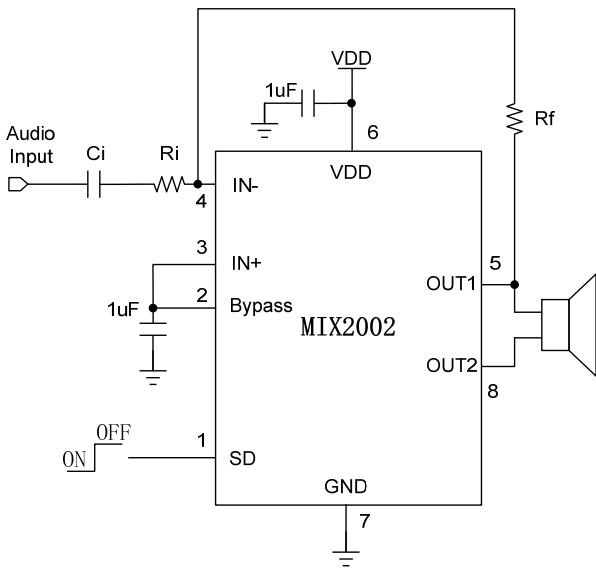 VDD
1uF
6
Rf
Audio
Input
Ci
Ri
VDD
IN-
4
3
IN+
5
OUT1
1uF
2
Bypass
MIX2002
OUT2
8
OFF
ON
1
SD
GND
7